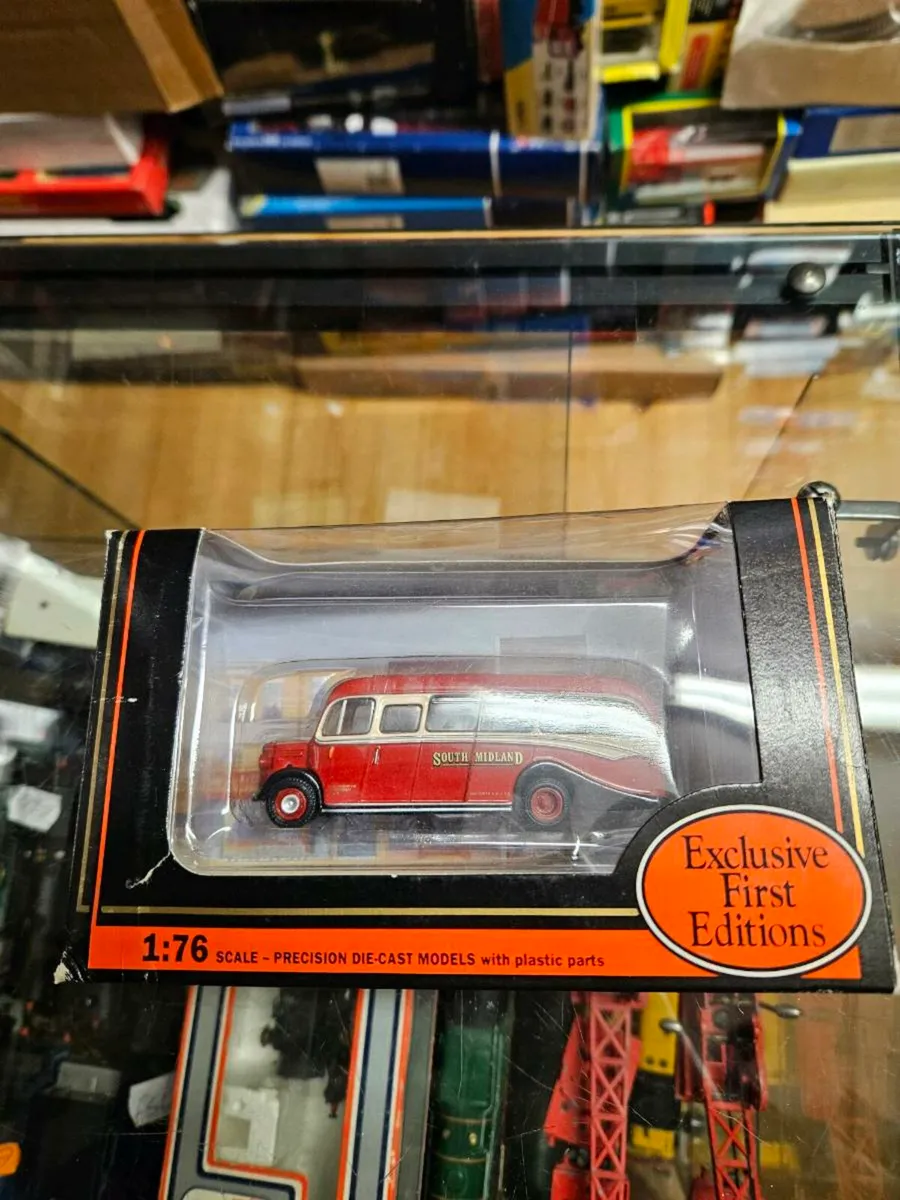 SOUTH MIDLAND
Exclusive
First
Editions
1:76 SCALE – PRECISION DIE-CAST MODELS with plastic parts